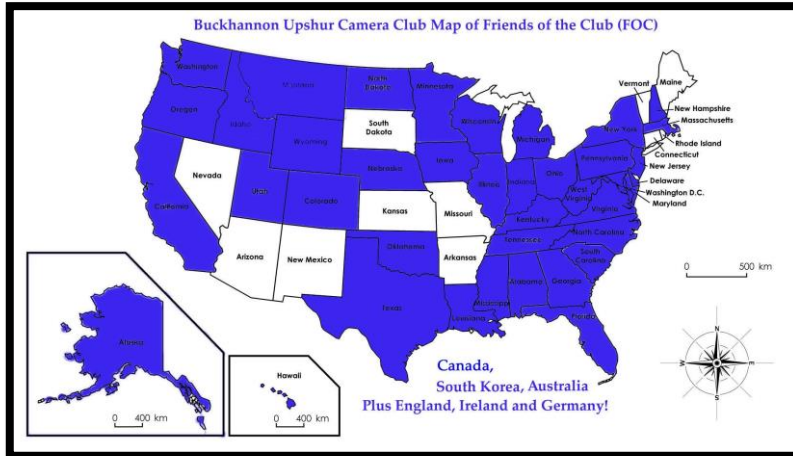 Buckhannon Upshur Camera Club Map of Friends of the Club (FOC)
Washington
Montana
North
Dakota
Minnesota
Vermont
Maine
Oregon
Idaho
South
Dakota
Wisconsin
Michigan
New York
New Hampshire
Massachusetts
Rhode Island
Connecticut
New Jersey
Wyoming
Nebraska
Iowa
Pennsylvania
Delaware
Washington D.C.
Maryland
Nevada
Utah
Colorado
Kansas
Missouri
Illinois
Indiana
Ohio
West
Virginia
Virginia
California
Kentucky
Arizona
New Mexico
Oklahoma
Arkansas
Tennessee
North Carolina
South
Carolina
Texas
Louisiana
Mississippi
Alabama
Georgia
Florida
0 500 km
Alaska
0 400 km
Hawaii
0 400 km
Canada,
South Korea, Australia
Plus England, Ireland and Germany!
N
W
E
S